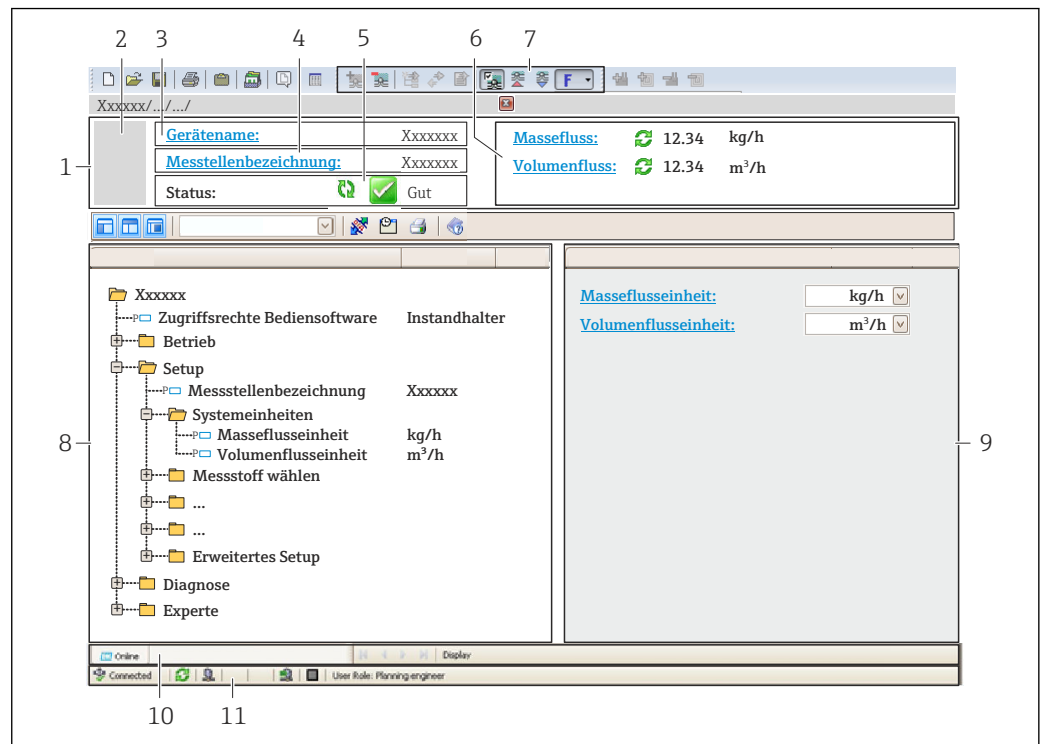 2 3 4 5 6 7
F
Xxxxxx/.../.../
Gerätename: Xxxxxxx
Messtellenbezeichnung: Xxxxxxx
Status: Gut
Massefluss: 12.34 kg/h
Volumenfluss: 12.34 m³/h
1
Xxxxxx
P Zugriffsrechte Bediensoftware Instandhalter
Betrieb
Setup
P Messstellenbezeichnung Xxxxxx
Systemeinheiten
P Masseflusseinheit kg/h
P Volumenflusseinheit m³/h
Messstoff wählen
...
...
Erweitertes Setup
Diagnose
Experte
Masseflusseinheit: kg/h
Volumenflusseinheit: m³/h
8
9
Online Display
Connected User Role: Planning engineer
10 11